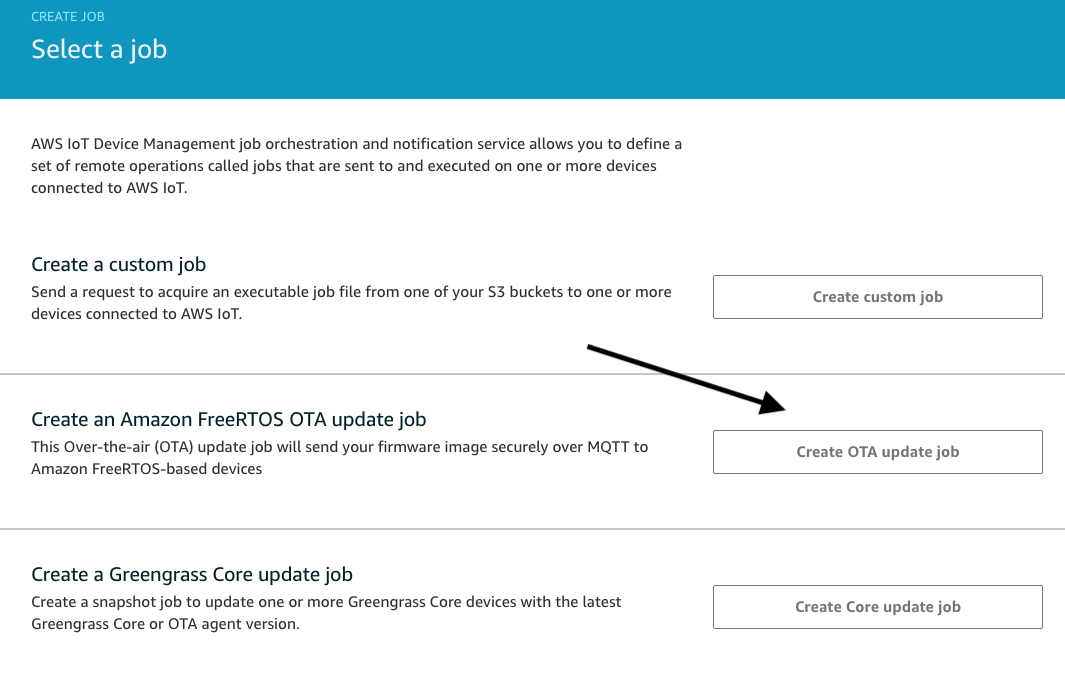 CREATE JOB
Select a job
AWS IoT Device Management job orchestration and notification service allows you to define a
set of remote operations called jobs that are sent to and executed on one or more devices
connected to AWS IoT.
Create a custom job
Send a request to acquire an executable job file from one of your S3 buckets to one or more
devices connected to AWS IoT.
Create custom job
Create an Amazon FreeRTOS OTA update job
This Over-the-air (OTA) update job will send your firmware image securely over MQTT to
Amazon FreeRTOS-based devices
Create OTA update job
Create a Greengrass Core update job
Create a snapshot job to update one or more Greengrass Core devices with the latest
Greengrass Core or OTA agent version.
Create Core update job